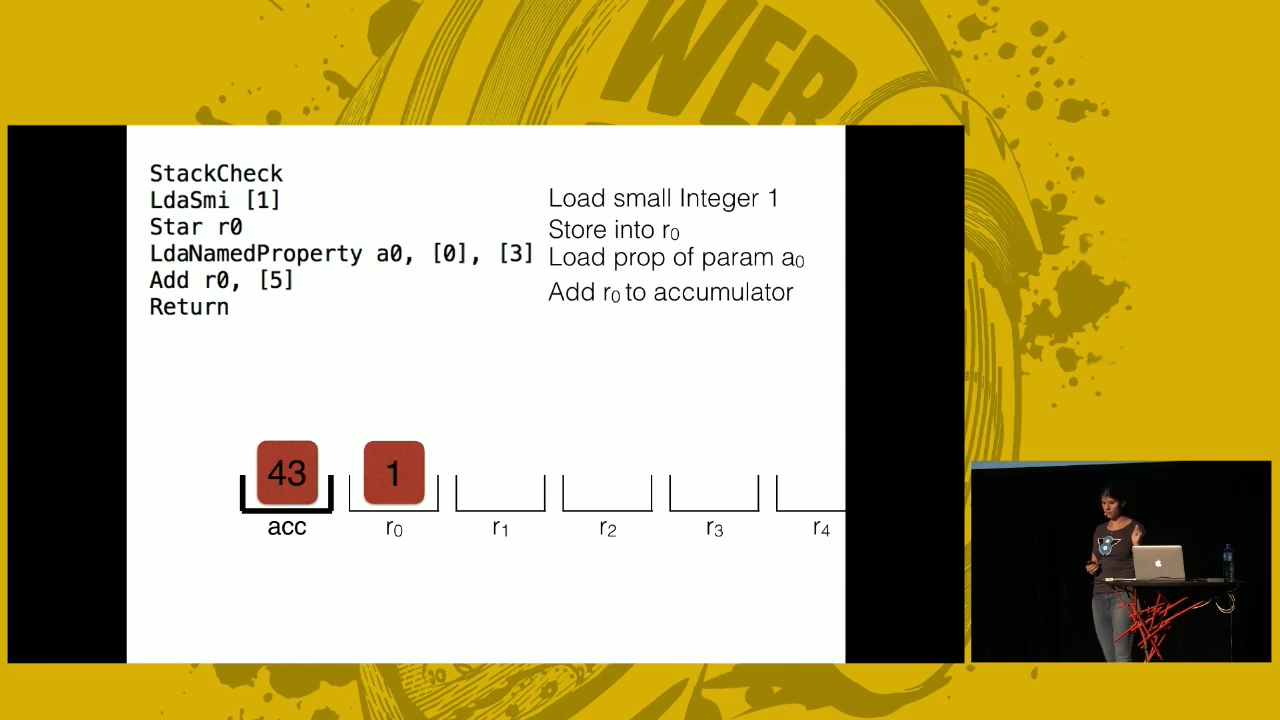 WEB
StackCheck
LdaSmi [1]
Star r0
LdaNamedProperty a0, [0], [3]
Add r0, [5]
Return
Load small Integer 1
Store into r0
Load prop of param a0
Add r0 to accumulator
43
1
acc
r0
r1
r2
r3
r4